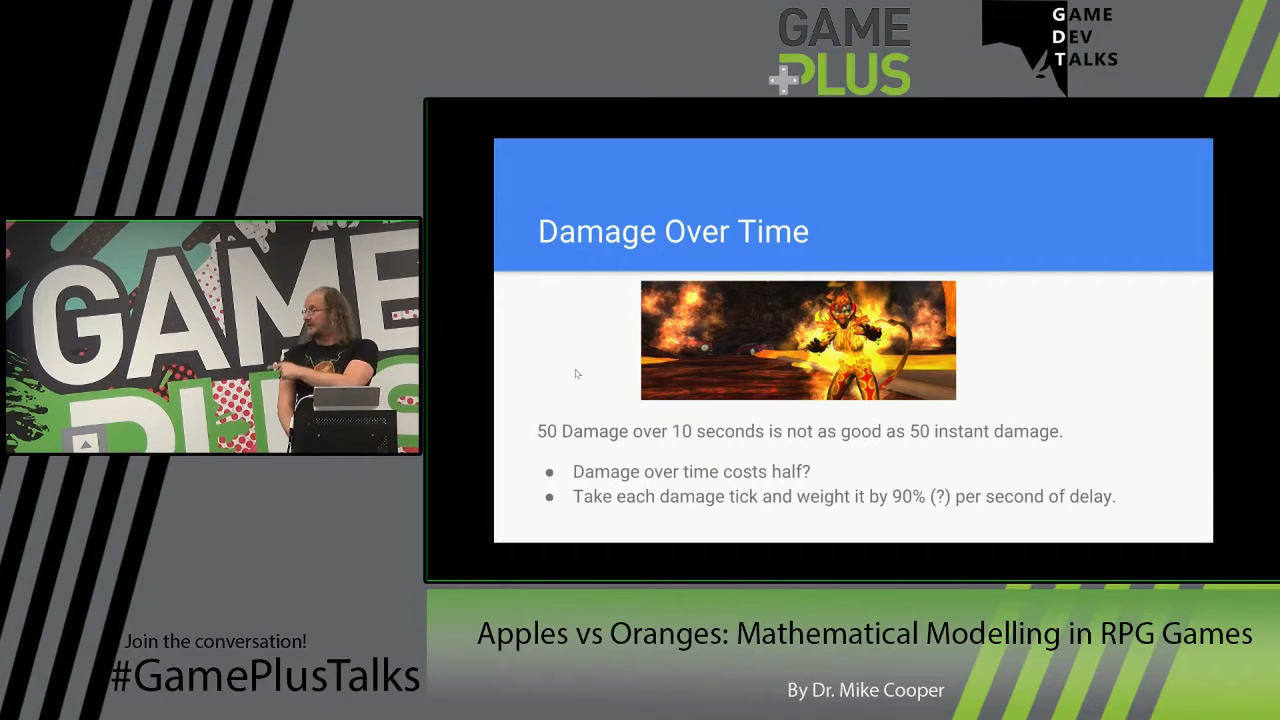 GAME
PLUS
GAME
DEV
TALKS
Damage Over Time
GAME
PLUS
50 Damage over 10 seconds is not as good as 50 instant damage.
● Damage over time costs half?
● Take each damage tick and weight it by 90% (?) per second of delay.
Join the conversation!
#GamePlusTalks
Apples vs Oranges: Mathematical Modelling in RPG Games
By Dr. Mike Cooper